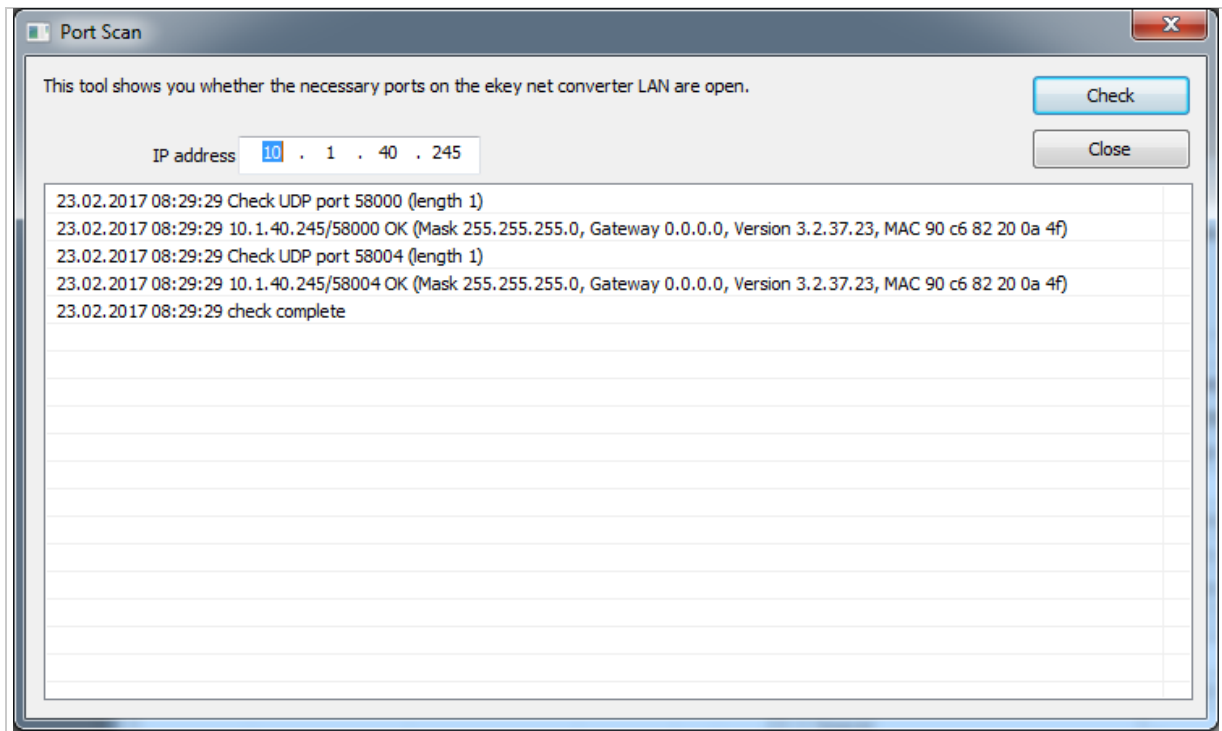 Port Scan
X
This tool shows you whether the necessary ports on the ekey net converter LAN are open.
Check
IP address 10 . 1 . 40 . 245
Close
23.02.2017 08:29:29 Check UDP port 58000 (length 1)
23.02.2017 08:29:29 10.1.40.245/58000 OK (Mask 255.255.255.0, Gateway 0.0.0.0, Version 3.2.37.23, MAC 90 c6 82 20 0a 4f)
23.02.2017 08:29:29 Check UDP port 58004 (length 1)
23.02.2017 08:29:29 10.1.40.245/58004 OK (Mask 255.255.255.0, Gateway 0.0.0.0, Version 3.2.37.23, MAC 90 c6 82 20 0a 4f)
23.02.2017 08:29:29 check complete